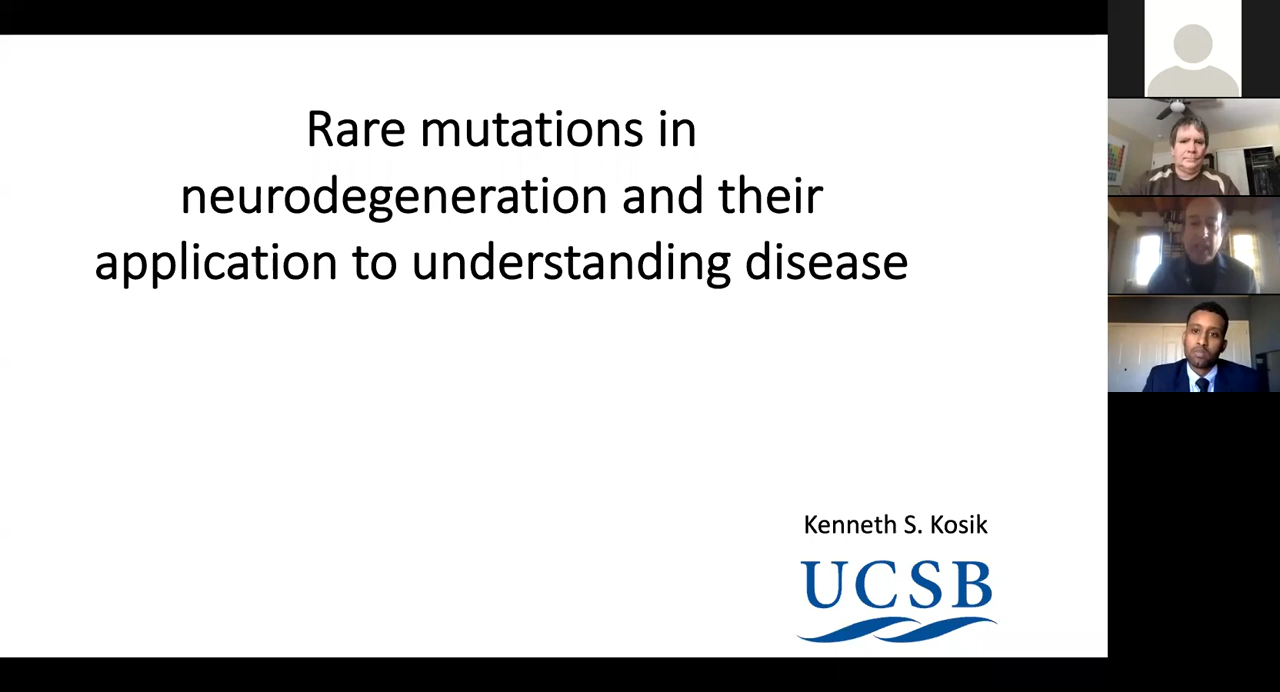 Rare mutations in
neurodegeneration and their
application to understanding disease
Kenneth S. Kosik
UCSB